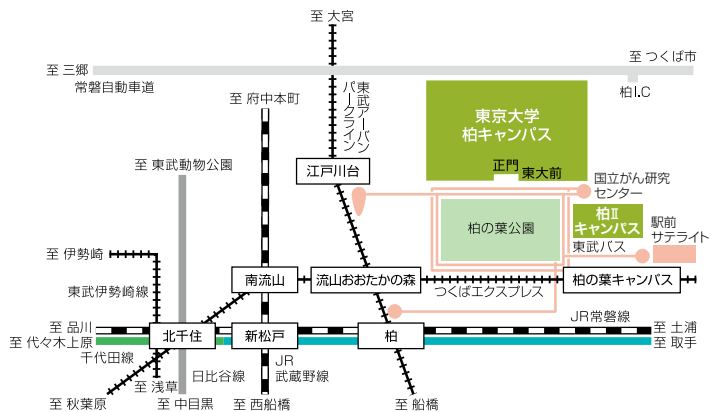 至 大宮
至 三郷
常磐自動車道
至 つくば市
柏I.C
至 府中本町
東武アーバン
パークライン
東京大学
柏キャンパス
正門
東大前
至 東武動物公園
江戸川台
国立がん研究
センター
柏の葉公園
柏Ⅱ
キャンパス
駅前
サテライト
東武バス
至 伊勢崎
東武伊勢崎線
南流山
流山おおたかの森
柏の葉キャンパス
つくばエクスプレス
JR常磐線
至 品川
北千住
新松戸
柏
至 土浦
至 代々木上原
至 取手
千代田線
日比谷線
JR
武蔵野線
至 浅草
至 秋葉原
至 中目黒
至 西船橋
至 船橋